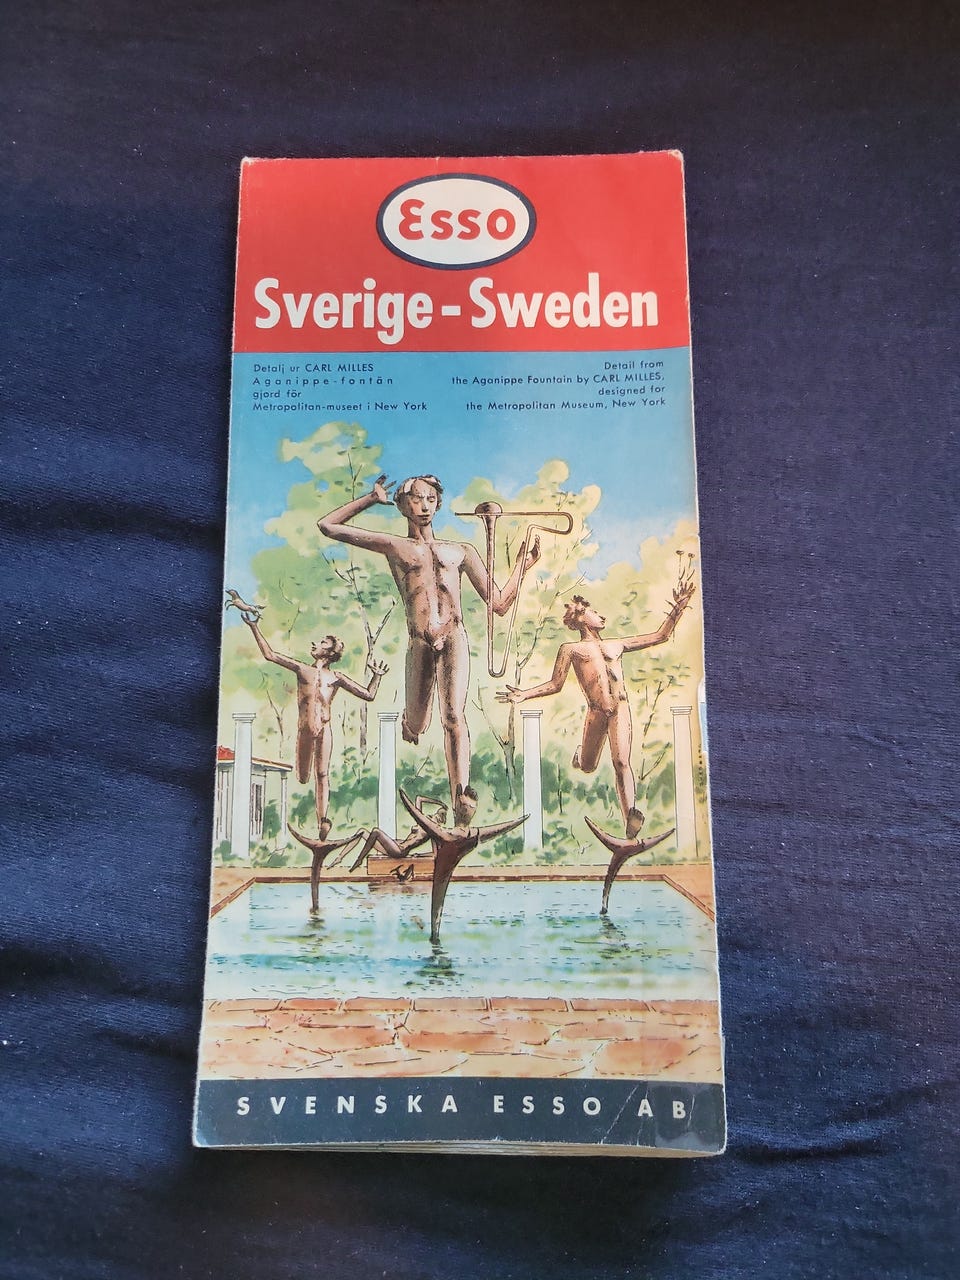 Esso
Sverige - Sweden
Detalj ur CARL MILLES
Aganippe-fontän
gjord för
Metropolitan-museet i New York
Detail from
the Aganippe Fountain by CARL MILLES,
designed for
the Metropolitan Museum, New York
SVENSKA ESSO AB